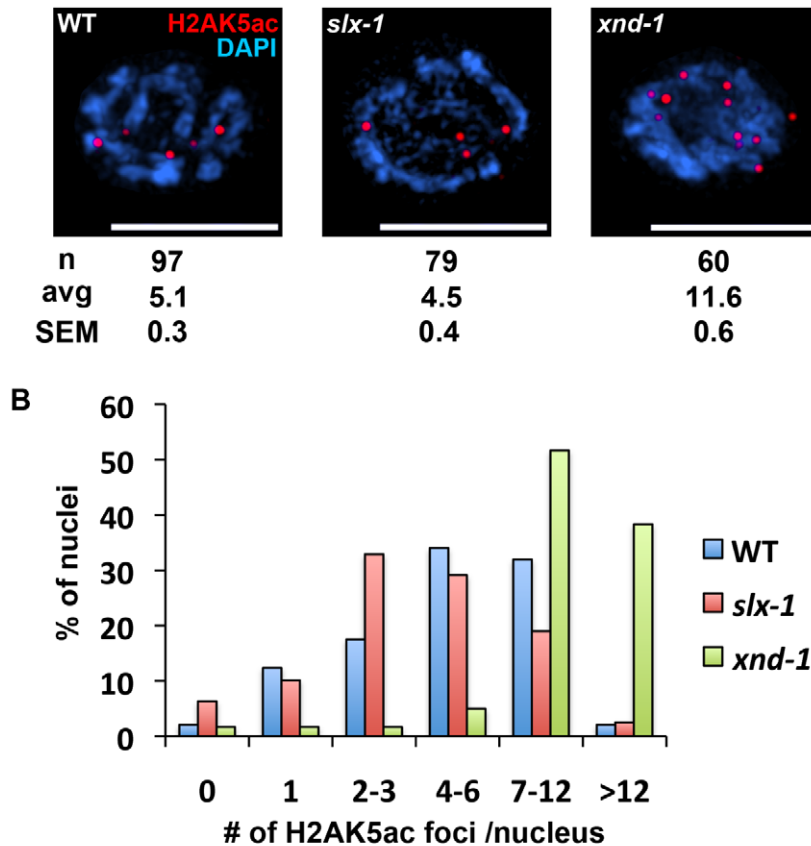 WT H2AK5ac DAPI
slx-1
xnd-1
n 97 79 60
avg 5.1 4.5 11.6
SEM 0.3 0.4 0.6
B
60
50
40
30
20
10
0
% of nuclei
0 1 2-3 4-6 7-12 >12
# of H2AK5ac foci /nucleus
WT
slx-1
xnd-1